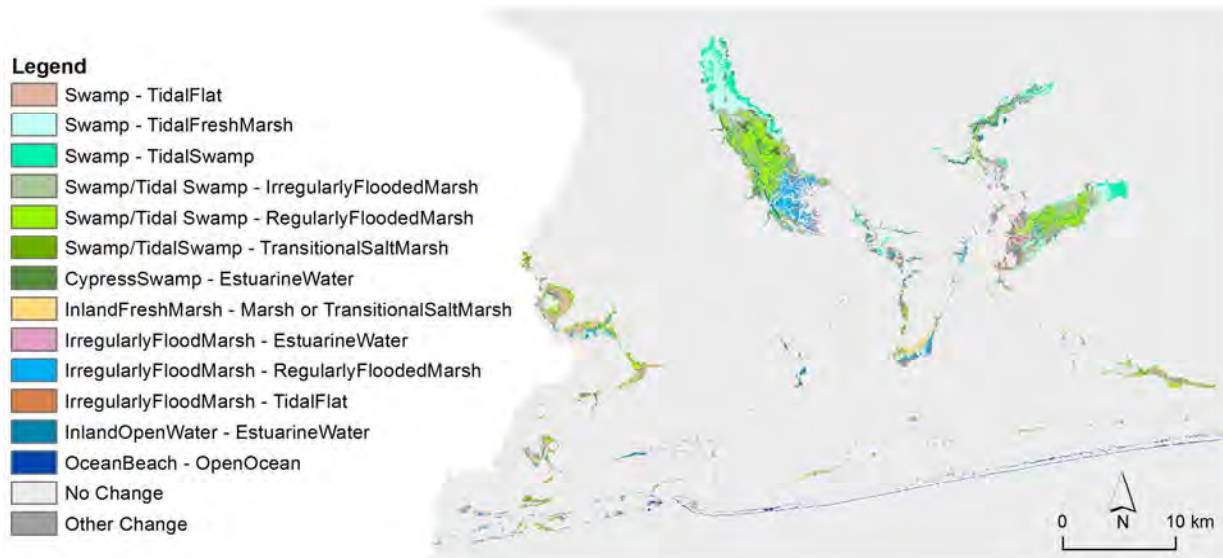 Legend
Swamp - TidalFlat
Swamp - TidalFreshMarsh
Swamp - TidalSwamp
Swamp/Tidal Swamp - IrregularlyFloodedMarsh
Swamp/Tidal Swamp - RegularlyFloodedMarsh
Swamp/TidalSwamp - TransitionalSaltMarsh
CypressSwamp - EstuarineWater
InlandFreshMarsh - Marsh or TransitionalSaltMarsh
IrregularlyFloodMarsh - EstuarineWater
IrregularlyFloodMarsh - RegularlyFloodedMarsh
IrregularlyFloodMarsh - TidalFlat
InlandOpenWater - EstuarineWater
OceanBeach - OpenOcean
No Change
Other Change
0 N 10 km